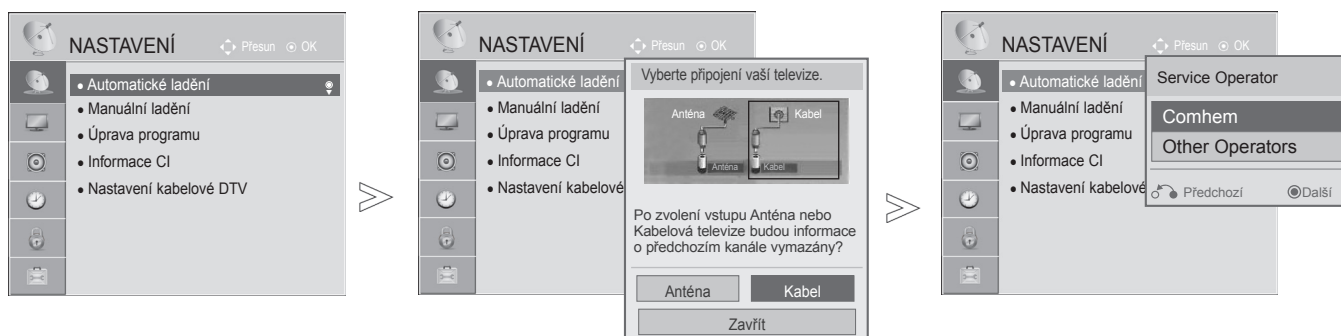 NASTAVENÍ
Přesun OK
• Automatické ladění
• Manuální ladění
• Úprava programu
• Informace CI
• Nastavení kabelové DTV
NASTAVENÍ
Přesun OK
• Automatické ladění
• Manuální ladění
• Úprava programu
• Informace CI
• Nastavení kabelové
Vyberte připojení vaší televize.
Anténa Kabel
Anténa Kabel
Po zvolení vstupu Anténa nebo
Kabelová televize budou informace
o předchozím kanále vymazány?
Anténa Kabel
Zavřít
NASTAVENÍ
Přesun OK
• Automatické ladění
• Manuální ladění
• Úprava programu
• Informace CI
• Nastavení kabelové
Service Operator
Comhem
Other Operators
Předchozí Další